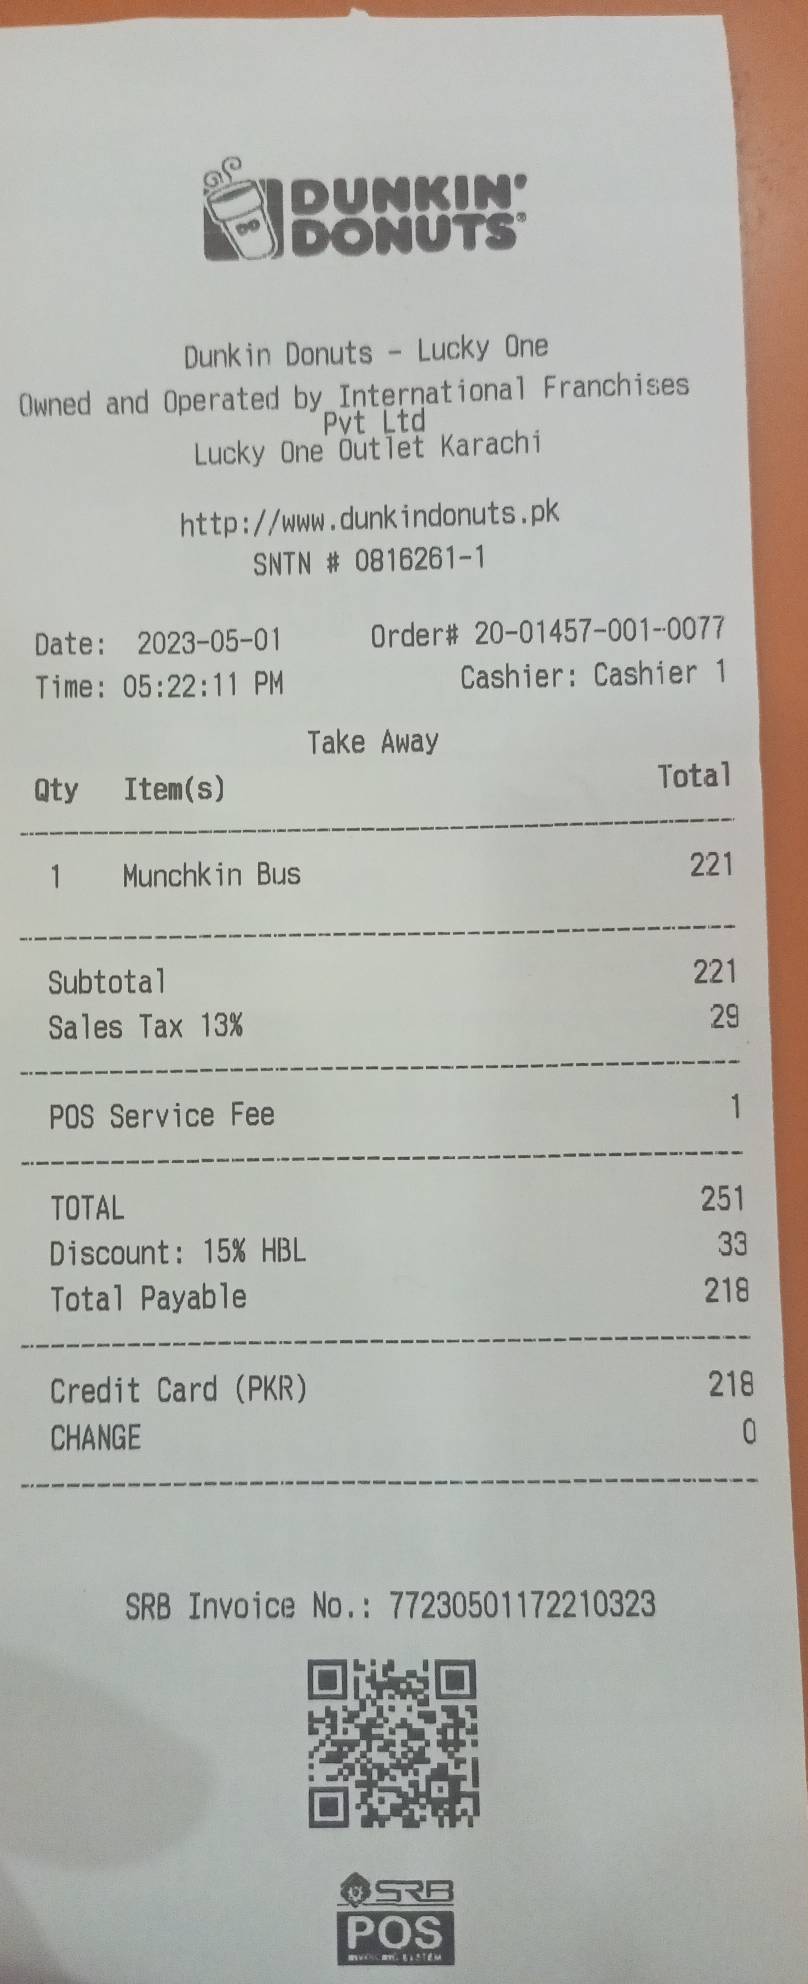 DUNKIN'
DONUTS®
Dunkin Donuts - Lucky One
Owned and Operated by International Franchises
Pvt Ltd
Lucky One Outlet Karachi
http://www.dunkindonuts.pk
SNTN # 0816261-1
Date: 2023-05-01 Order# 20-01457-001-0077
Time: 05:22:11 PM Cashier: Cashier 1
Take Away
Qty Item(s) Total
1 Munchkin Bus 221
Subtotal 221
Sales Tax 13% 29
POS Service Fee 1
TOTAL 251
Discount: 15% HBL 33
Total Payable 218
Credit Card (PKR) 218
CHANGE 0
SRB Invoice No.: 77230501172210323
SRB
POS